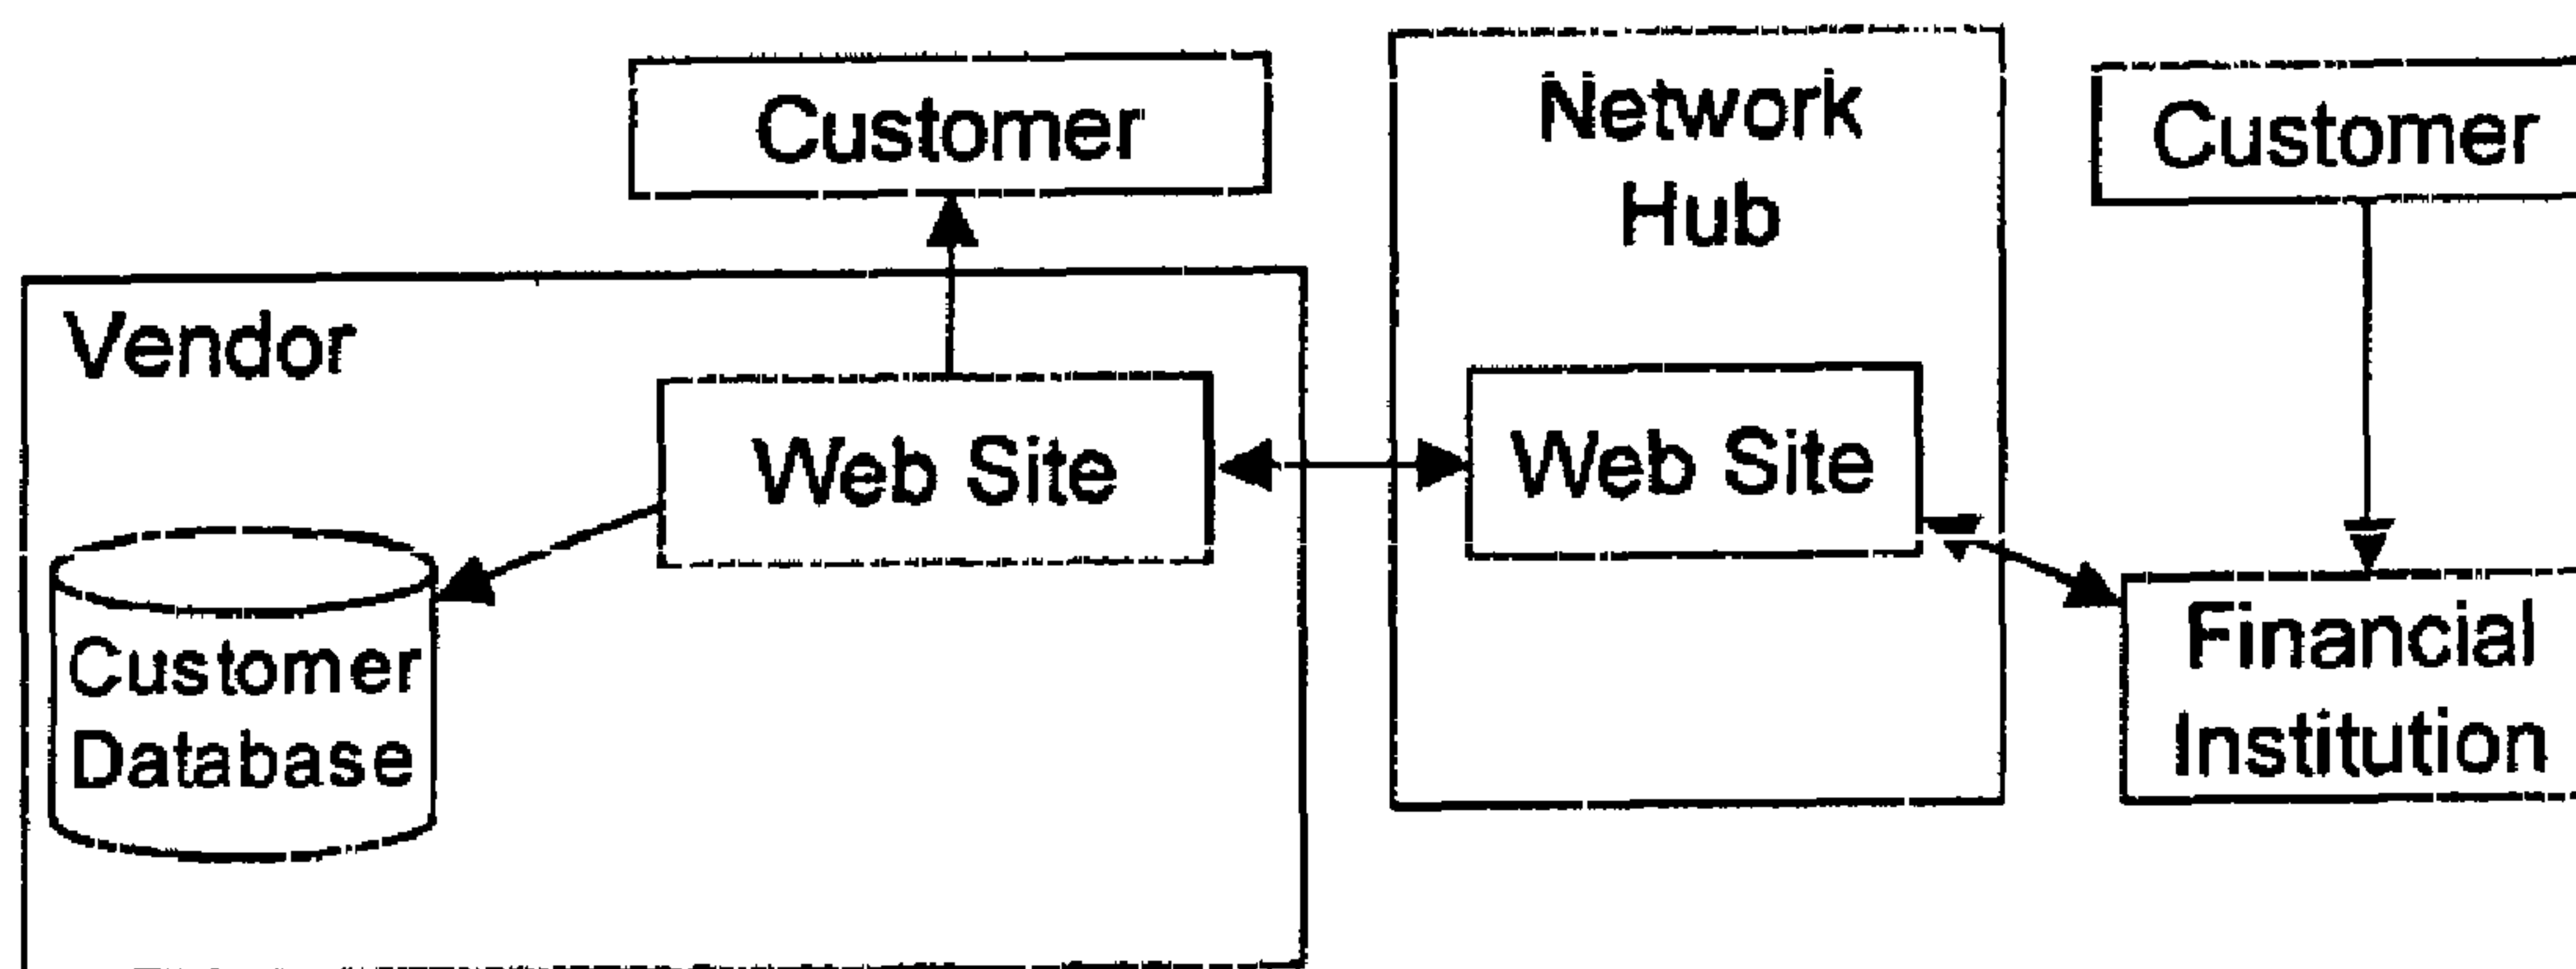 Customer
Network
Hub
Customer
Vendor
Web Site
Web Site
Customer
Database
Financial
Institution